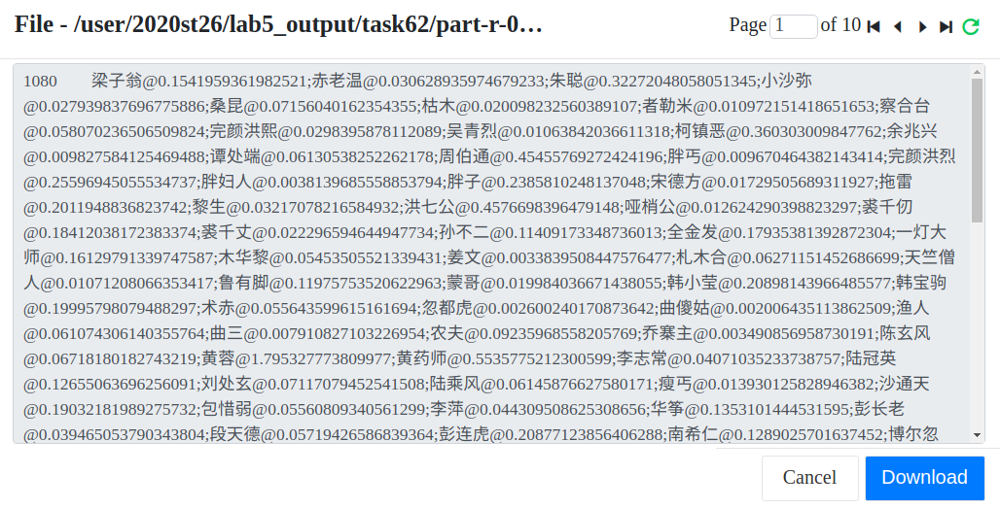 File - /user/2020st26/lab5_output/task62/part-r-0…
Page 1 of 10
1080 梁子翁@0.1541959361982521;赤老温@0.030628935974679233;朱聪@0.32272048058051345;小沙弥
@0.027939837696775886;桑昆@0.07156040162354355;枯木@0.020098232560389107;者勒米@0.010972151418651653;察合台
@0.058070236506509824;完颜洪熙@0.0298395878112089;吴青烈@0.01063842036611318;柯镇恶@0.360303009847762;余兆兴
@0.009827584125469488;谭处端@0.06130538252262178;周伯通@0.45455769272424196;胖丐@0.009670464382143414;完颜洪烈
@0.25596945055534737;胖妇人@0.0038139685558853794;胖子@0.2385810248137048;宋德方@0.01729505689311927;拖雷
@0.2011948836823742;黎生@0.03217078216584932;洪七公@0.4576698396479148;哑梢公@0.012624290398823297;裘千仞
@0.18412038172383374;裘千丈@0.022296594644947734;孙不二@0.11409173348736013;全金发@0.17935381392872304;一灯大
师@0.16129791339747587;木华黎@0.05453505521339431;姜文@0.0033839508447576477;札木合@0.06271151452686699;天竺僧
人@0.01071208066353417;鲁有脚@0.11975753520622963;蒙哥@0.019984036671438055;韩小莹@0.20898143966485577;韩宝驹
@0.19995798079488297;术赤@0.055643599615161694;忽都虎@0.002600240170873642;曲傻姑@0.002006435113862509;渔人
@0.061074306140355764;曲三@0.007910827103226954;农夫@0.09235968558205769;乔寨主@0.003490856958730191;陈玄风
@0.06718180182743219;黄蓉@1.795327773809977;黄药师@0.5535775212300599;李志常@0.04071035233738757;陆冠英
@0.12655063696256091;刘处玄@0.07117079452541508;陆乘风@0.06145876627580171;瘦丐@0.013930125828946382;沙通天
@0.19032181989275732;包惜弱@0.05560809340561299;李萍@0.044309508625308656;华筝@0.1353101444531595;彭长老
@0.039465053790343804;段天德@0.05719426586839364;彭连虎@0.20877123856406288;南希仁@0.1289025701637452;博尔忽
Cancel
Download